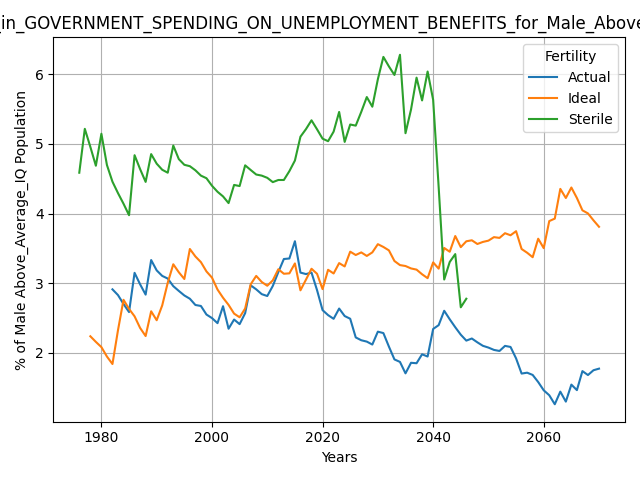 _in_GOVERNMENT_SPENDING_ON_UNEMPLOYMENT_BENEFITS_for_Male_Above
Fertility
Actual
Ideal
Sterile
% of Male Above_Average_IQ Population
6
5
4
3
2
1980
2000
2020
2040
2060
Years